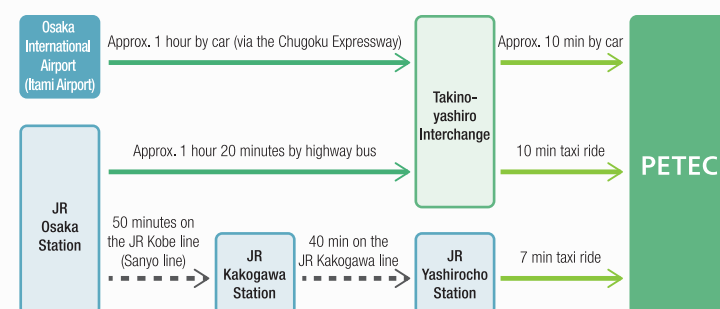 Osaka
International
Airport
(Itami Airport)
Approx. 1 hour by car (via the Chugoku Expressway)
Approx. 10 min by car
Takino-
yashiro
Interchange
Approx. 1 hour 20 minutes by highway bus
10 min taxi ride
PETEC
JR
Osaka
Station
50 minutes on
the JR Kobe line
(Sanyo line)
JR
Kakogawa
Station
40 min on the
JR Kakogawa line
JR
Yashirocho
Station
7 min taxi ride